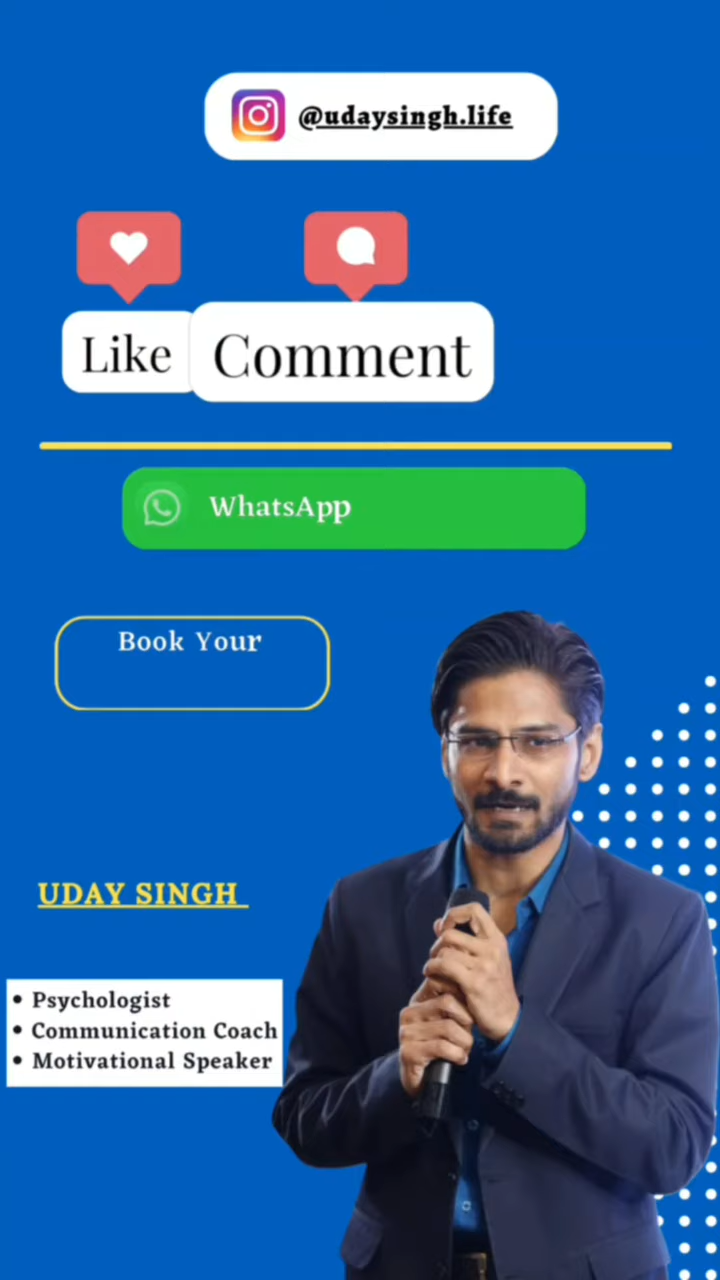 @udaysingh.life
Like
Comment
WhatsApp
Book Your
UDAY SINGH
• Psychologist
• Communication Coach
• Motivational Speaker